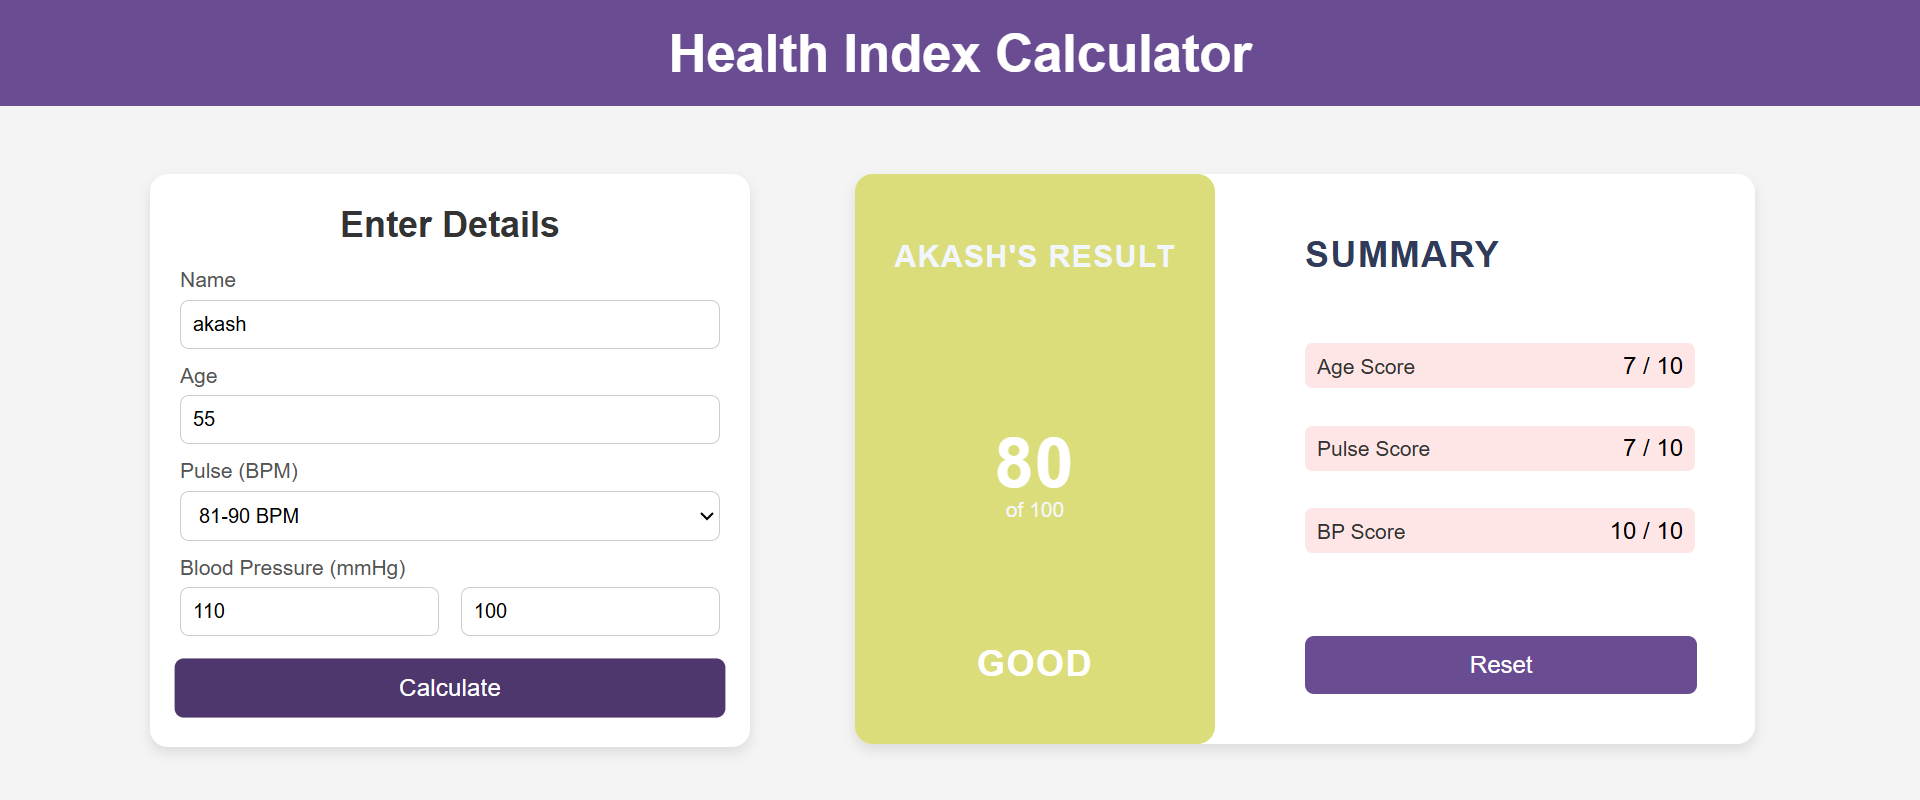 Health Index Calculator
Enter Details
Name
akash
Age
55
Pulse (BPM)
81-90 BPM
Blood Pressure (mmHg)
110 100
Calculate
AKASH'S RESULT
80
of 100
GOOD
SUMMARY
Age Score 7 / 10
Pulse Score 7 / 10
BP Score 10 / 10
Reset